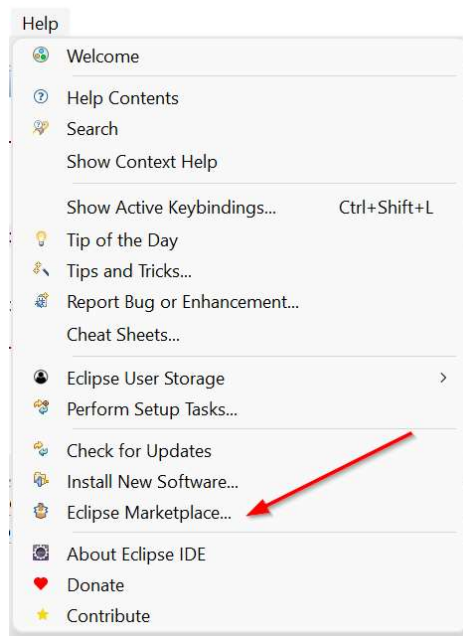 Help
Welcome
Help Contents
Search
Show Context Help
Show Active Keybindings... Ctrl+Shift+L
Tip of the Day
Tips and Tricks...
Report Bug or Enhancement...
Cheat Sheets...
Eclipse User Storage
Perform Setup Tasks...
Check for Updates
Install New Software...
Eclipse Marketplace...
About Eclipse IDE
Donate
Contribute